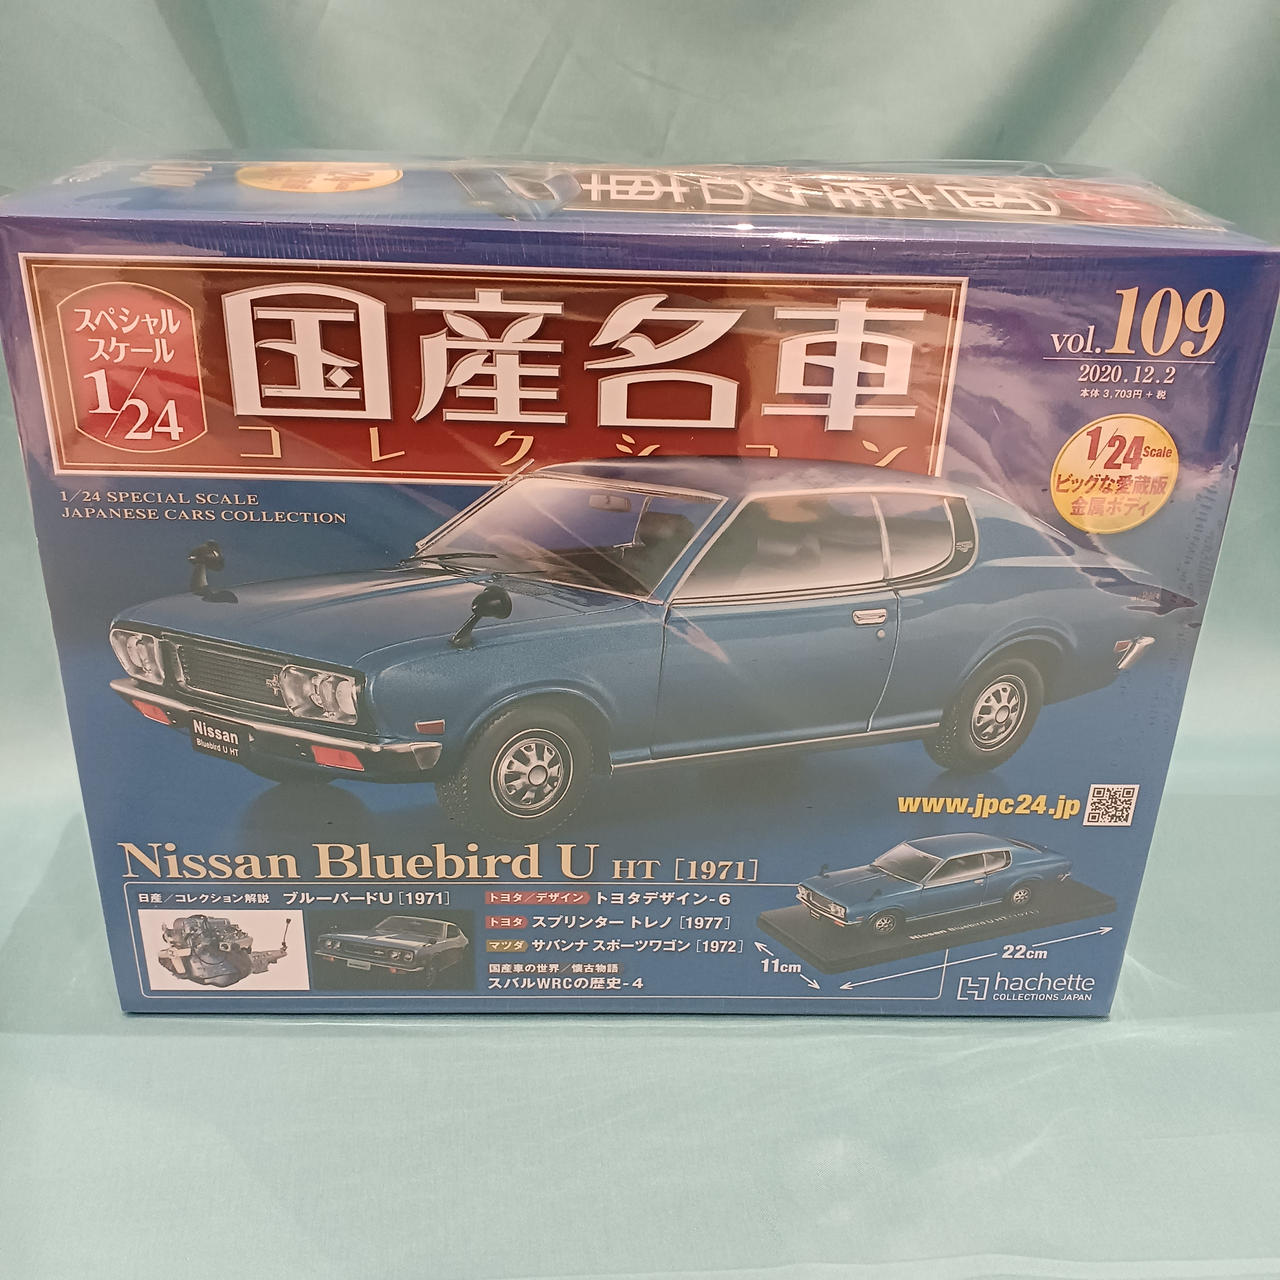 スペシャル
スケール
1/24
国産名車
コレクション
1/24 SPECIAL SCALE
JAPANESE CARS COLLECTION
vol.109
2020.12.2
本体 3,703円+税
1/24 Scale
ビッグな愛蔵版
金属ボディ
Nissan
Bluebird U HT
www.jpc24.jp
Nissan Bluebird U HT [1971]
日産/コレクション解説 ブルーバードU [1971]
トヨタ/デザイン トヨタデザイン-6
トヨタ スプリンター トレノ [1977]
マツダ サバンナ スポーツワゴン [1972]
国産車の世界/懐古物語
スバルWRCの歴史-4
Nissan Bluebird U HT [1971]
11cm
22cm
hachette
COLLECTIONS JAPAN